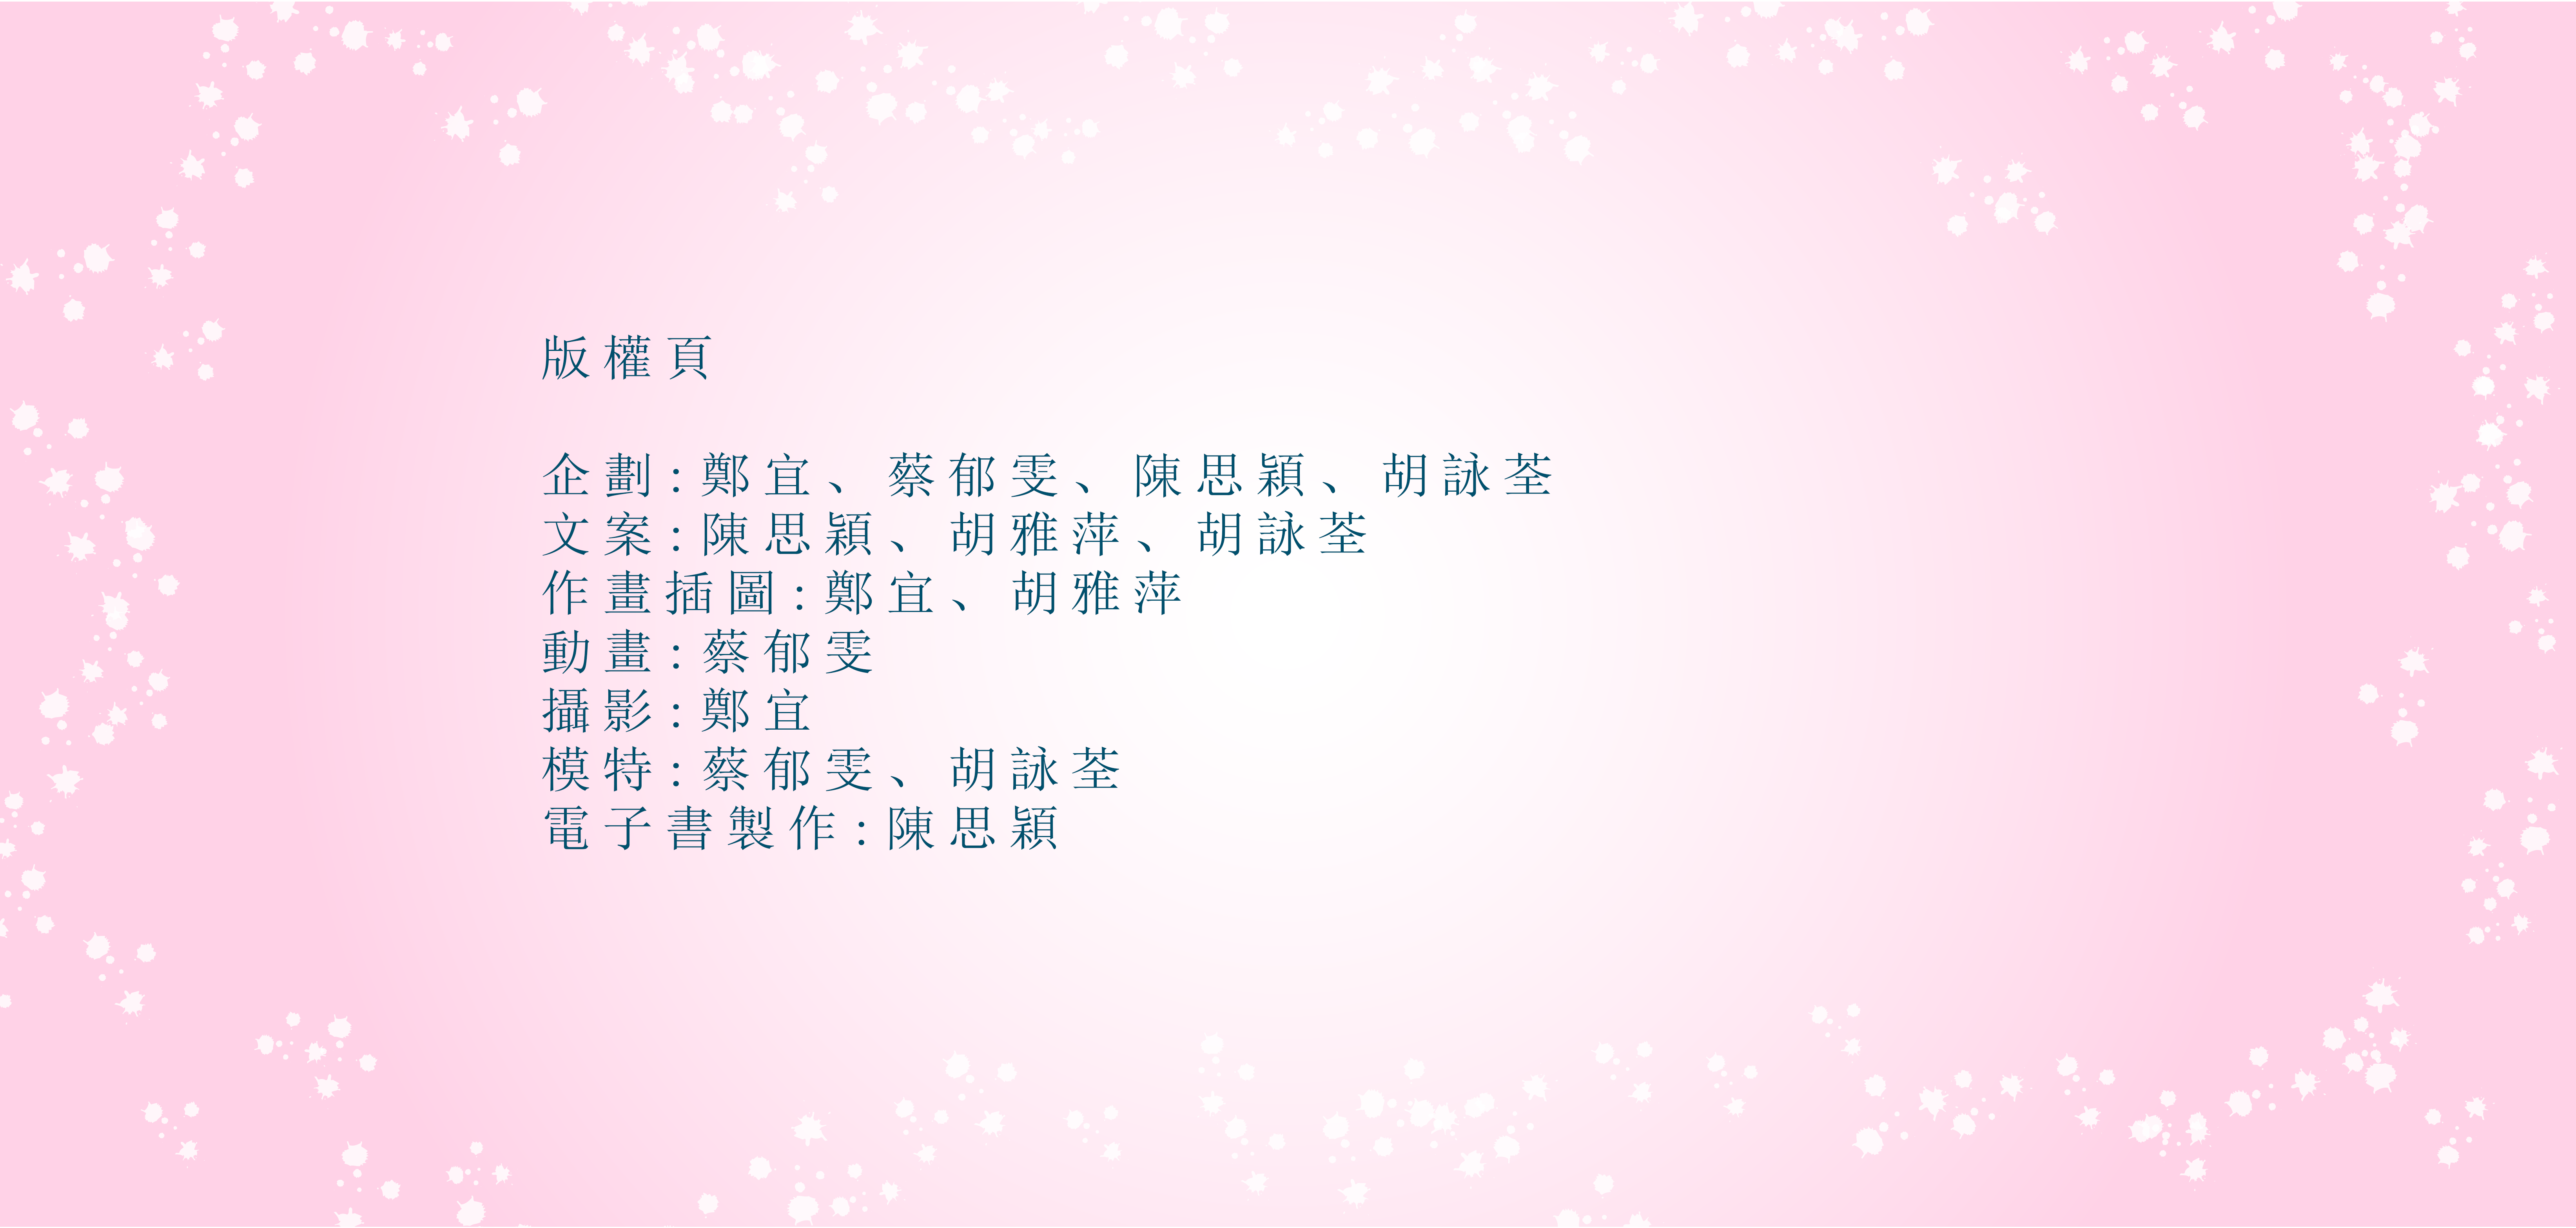 版權頁
企劃:鄭宜、蔡郁雯、陳思穎、胡詠荃
文案:陳思穎、胡雅萍、胡詠荃
作畫插圖:鄭宜、胡雅萍
動畫:蔡郁雯
攝影:鄭宜
模特:蔡郁雯、胡詠荃
電子書製作:陳思穎